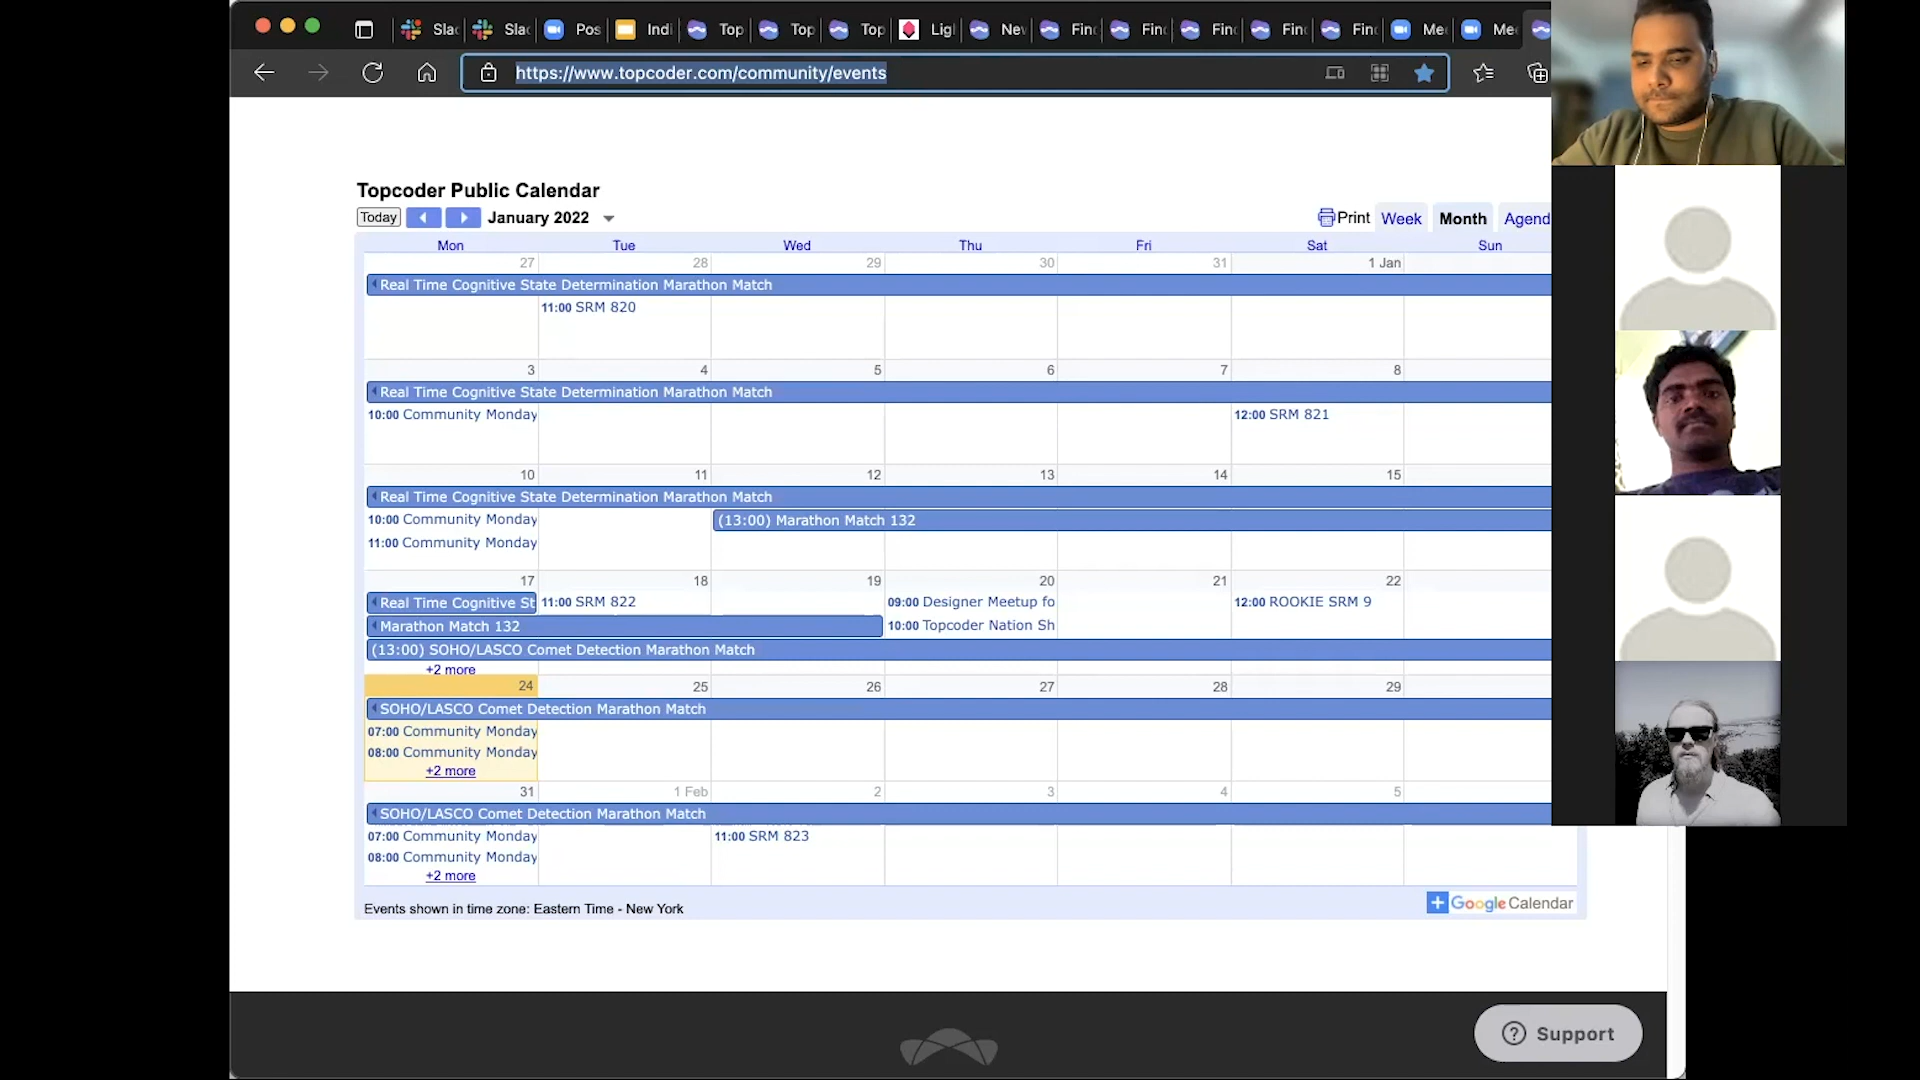 Slac
Slac
Pos
Indi
Top
Top
Top
Ligh
Ne
Find
Find
Find
Find
Find
Me
Me
https://www.topcoder.com/community/events
Topcoder Public Calendar
Today
January 2022
Print
Week
Month
Agend
Mon Tue Wed Thu Fri Sat Sun
27 28 29 30 31 1 Jan
Real Time Cognitive State Determination Marathon Match
11:00 SRM 820
3 4 5 6 7 8
Real Time Cognitive State Determination Marathon Match
10:00 Community Monday
12:00 SRM 821
10 11 12 13 14 15
Real Time Cognitive State Determination Marathon Match
10:00 Community Monday
(13:00) Marathon Match 132
11:00 Community Monday
17 18 19 20 21 22
Real Time Cognitive St
11:00 SRM 822
09:00 Designer Meetup fo
12:00 ROOKIE SRM 9
Marathon Match 132
10:00 Topcoder Nation Sh
(13:00) SOHO/LASCO Comet Detection Marathon Match
+2 more
24 25 26 27 28 29
SOHO/LASCO Comet Detection Marathon Match
07:00 Community Monday
08:00 Community Monday
+2 more
31 1 Feb 2 3 4 5
SOHO/LASCO Comet Detection Marathon Match
07:00 Community Monday
11:00 SRM 823
08:00 Community Monday
+2 more
Events shown in time zone: Eastern Time - New York
Google Calendar
Support